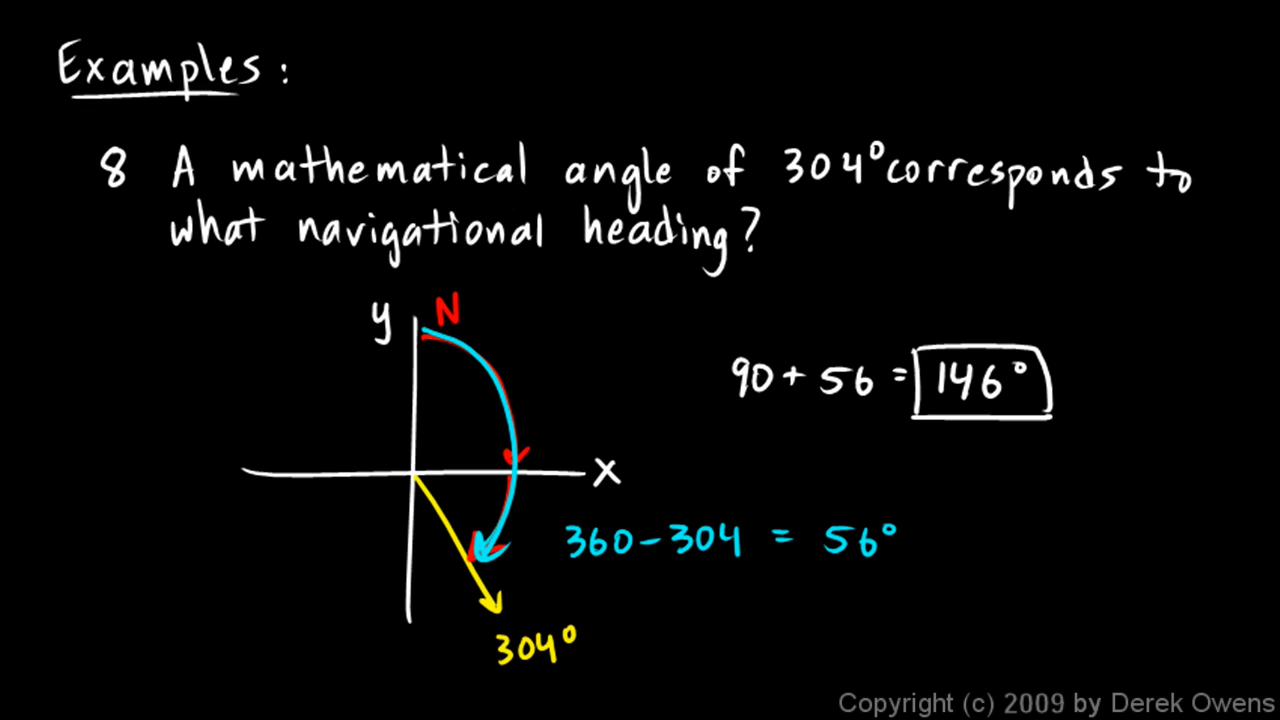 Examples:
8 A mathematical angle of 304° corresponds to
what navigational heading?
y N
90 + 56 = 146°
x
360 - 304 = 56°
304°
Copyright (c) 2009 by Derek Owens